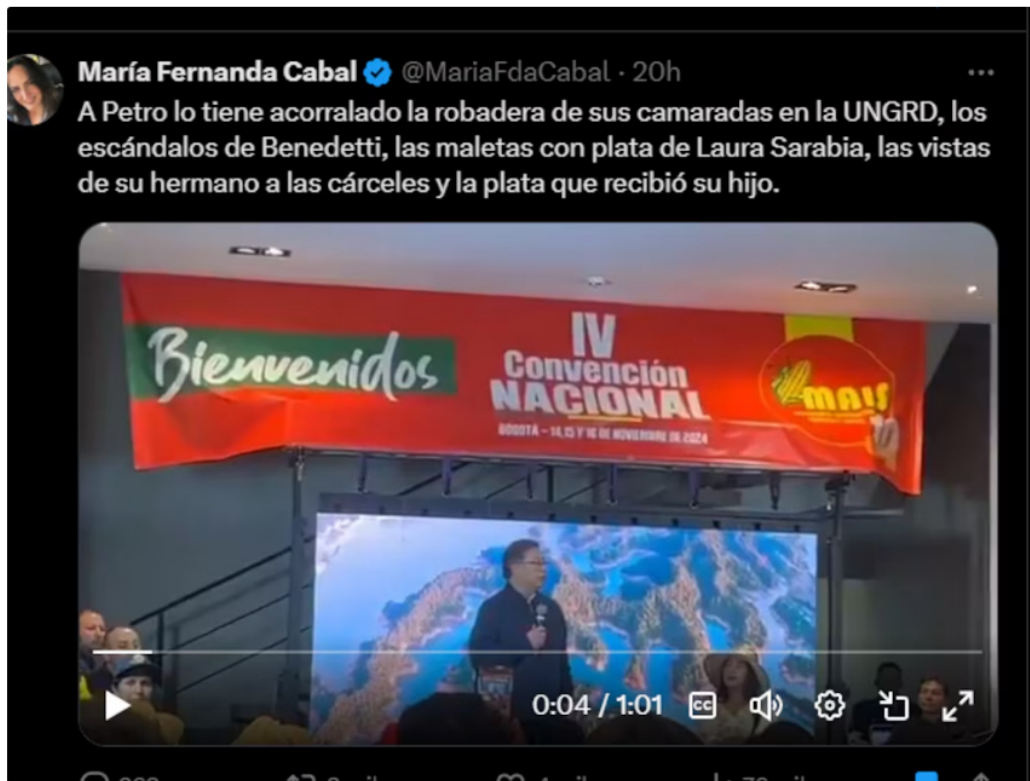 María Fernanda Cabal @MariaFdaCabal · 20h
A Petro lo tiene acorralado la robadera de sus camaradas en la UNGRD, los
escándalos de Benedetti, las maletas con plata de Laura Sarabia, las vistas
de su hermano a las cárceles y la plata que recibió su hijo.
Bienvenidos
IV
Convención
NACIONAL
BOGOTÁ - 14, 15 Y 16 DE NOVIEMBRE DE 2024
MAIS
0:04 / 1:01
CC